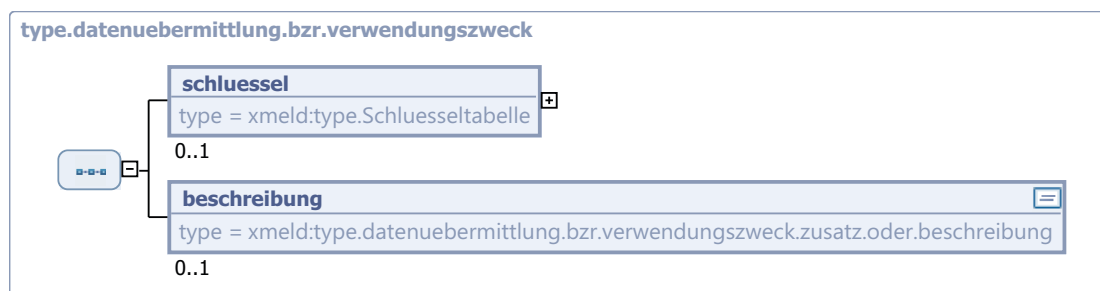 type.datenuebermittlung.bzr.verwendungszweck
schluessel
type = xmeld:type.Schluesseltabelle
0..1
beschreibung
type = xmeld:type.datenuebermittlung.bzr.verwendungszweck.zusatz.oder.beschreibung
0..1